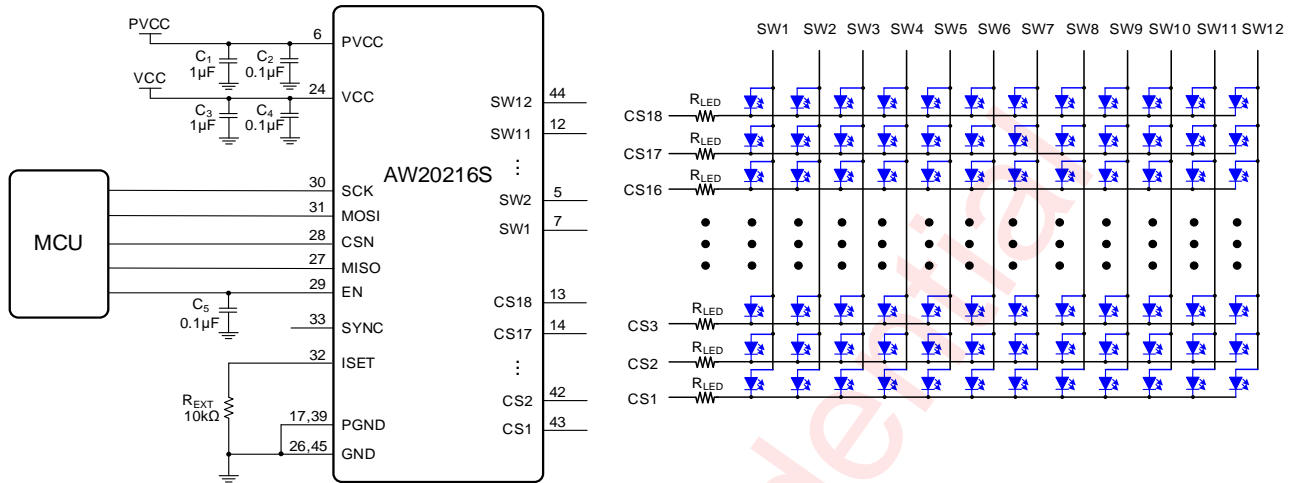 PVCC
C1
1µF
C2
0.1µF
VCC
C3
1µF
C4
0.1µF
MCU
C5
0.1µF
REXT
10kΩ
6
24
30
31
28
27
29
33
32
17,39
26,45
PVCC
VCC
SCK
MOSI
CSN
MISO
EN
SYNC
ISET
PGND
GND
AW20216S
SW12
SW11
SW2
SW1
CS18
CS17
CS2
CS1
44
12
5
7
13
14
42
43
SW1 SW2 SW3 SW4 SW5 SW6 SW7 SW8 SW9 SW10 SW11 SW12
CS18 RLED
CS17 RLED
CS16 RLED
CS3 RLED
CS2 RLED
CS1 RLED